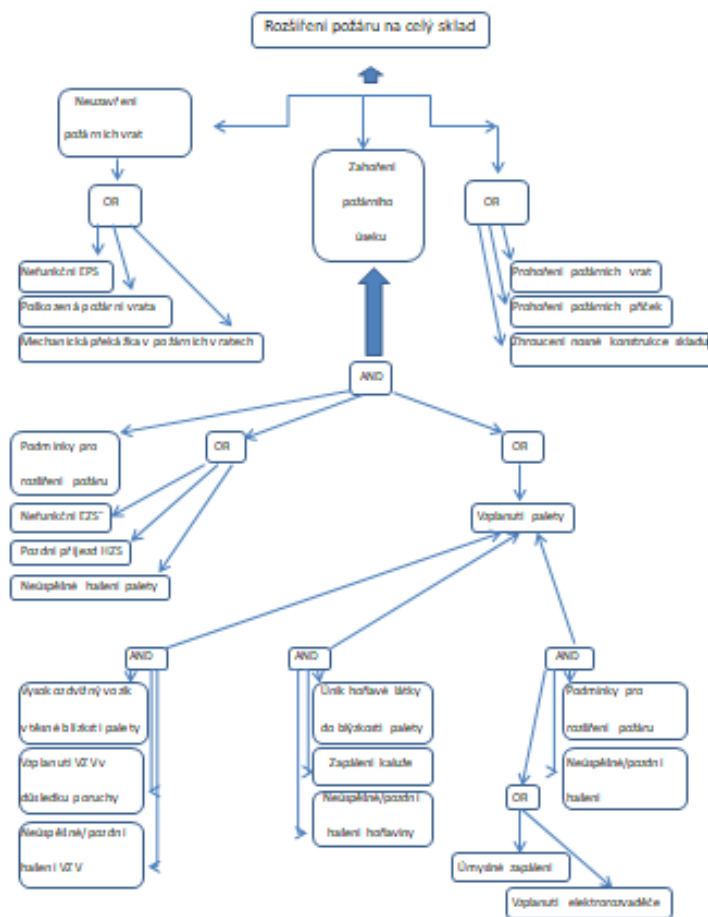 Rozšíření požáru na celý sklad
Neuzavření
požárních vrat
Zahoření
požárního
úseku
OR
OR
Nefunkční EPS
Poškozená požární vrata
Mechanická překážka v požárních vratech
Prohoření požárních vrat
Prohoření požárních příček
Zhroucení nosné konstrukce skladu
AND
Podmínky pro
rozšíření požáru
OR
OR
Nefunkční EZS"
Pozdní příjezd HZS
Neúspěšné hašení palety
Vzplanutí palety
AND
AND
AND
Vysokozdvižný vozík
v těsné blízkosti palety
Vzplanutí VZV v
důsledku poruchy
Neúspěšné/pozdní
hašení VZV
Únik hořlavé látky
do blýzkosti palety
Zapálení kaluže
Neúspěšné/pozdní
hašení hořlaviny
Podmínky pro
rozšíření požáru
Neúspěšné/pozdní
hašení
OR
Úmyslné zapálení
Vzplanutí elektrorozvaděče